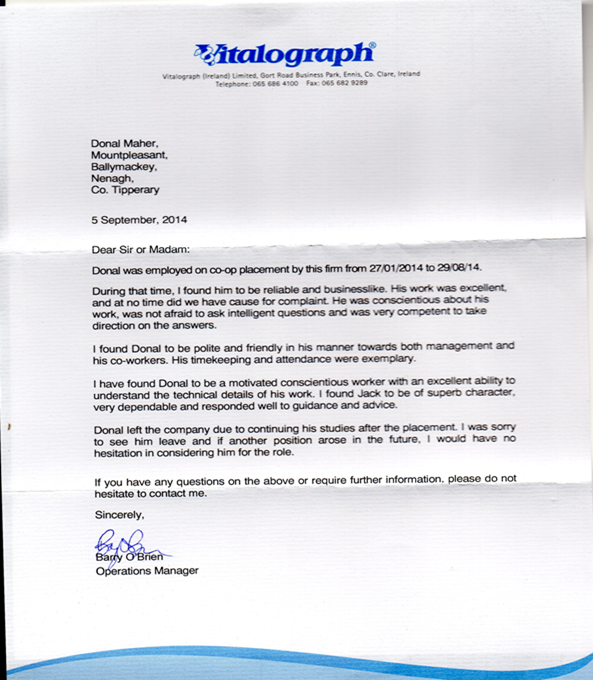 Vitalograph®
Vitalograph (Ireland) Limited, Gort Road Business Park, Ennis, Co. Clare, Ireland
Telephone: 065 686 4100 Fax: 065 682 9289
Donal Maher,
Mountpleasant,
Ballymackey,
Nenagh,
Co. Tipperary
5 September, 2014
Dear Sir or Madam:
Donal was employed on co-op placement by this firm from 27/01/2014 to 29/08/14.
During that time, I found him to be reliable and businesslike. His work was excellent,
and at no time did we have cause for complaint. He was conscientious about his
work, was not afraid to ask intelligent questions and was very competent to take
direction on the answers.
I found Donal to be polite and friendly in his manner towards both management and
his co-workers. His timekeeping and attendance were exemplary.
I have found Donal to be a motivated conscientious worker with an excellent ability to
understand the technical details of his work. I found Jack to be of superb character,
very dependable and responded well to guidance and advice.
Donal left the company due to continuing his studies after the placement. I was sorry
to see him leave and if another position arose in the future, I would have no
hesitation in considering him for the role.
If you have any questions on the above or require further information, please do not
hesitate to contact me.
Sincerely,
Barry O'Brien
Operations Manager